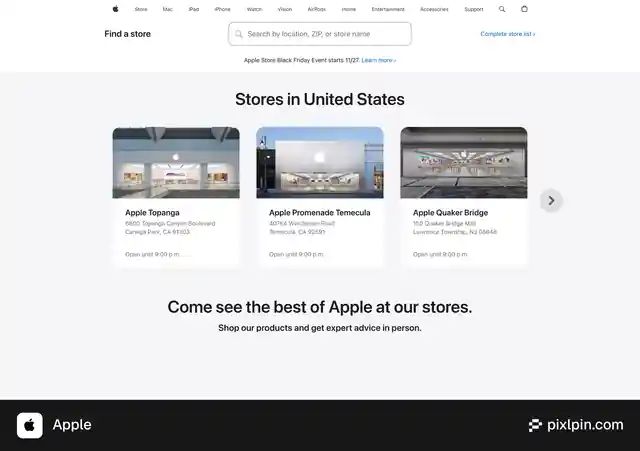 Store Mac iPad iPhone Watch Vision AirPods Home Entertainment Accessories Support
Find a store
Search by location, ZIP, or store name
Complete store list ›
Apple Store Black Friday Event starts 11/27. Learn more ›
Stores in United States
Apple Topanga
6600 Topanga Canyon Boulevard
Canoga Park, CA 91303
Open until 9:00 p.m.
Apple Promenade Temecula
40764 Winchester Road
Temecula, CA 92591
Open until 9:00 p.m.
Apple Quaker Bridge
150 Quaker Bridge Mall
Lawrence Township, NJ 08648
Open until 9:00 p.m.
Come see the best of Apple at our stores.
Shop our products and get expert advice in person.
Apple
pixlpin.com